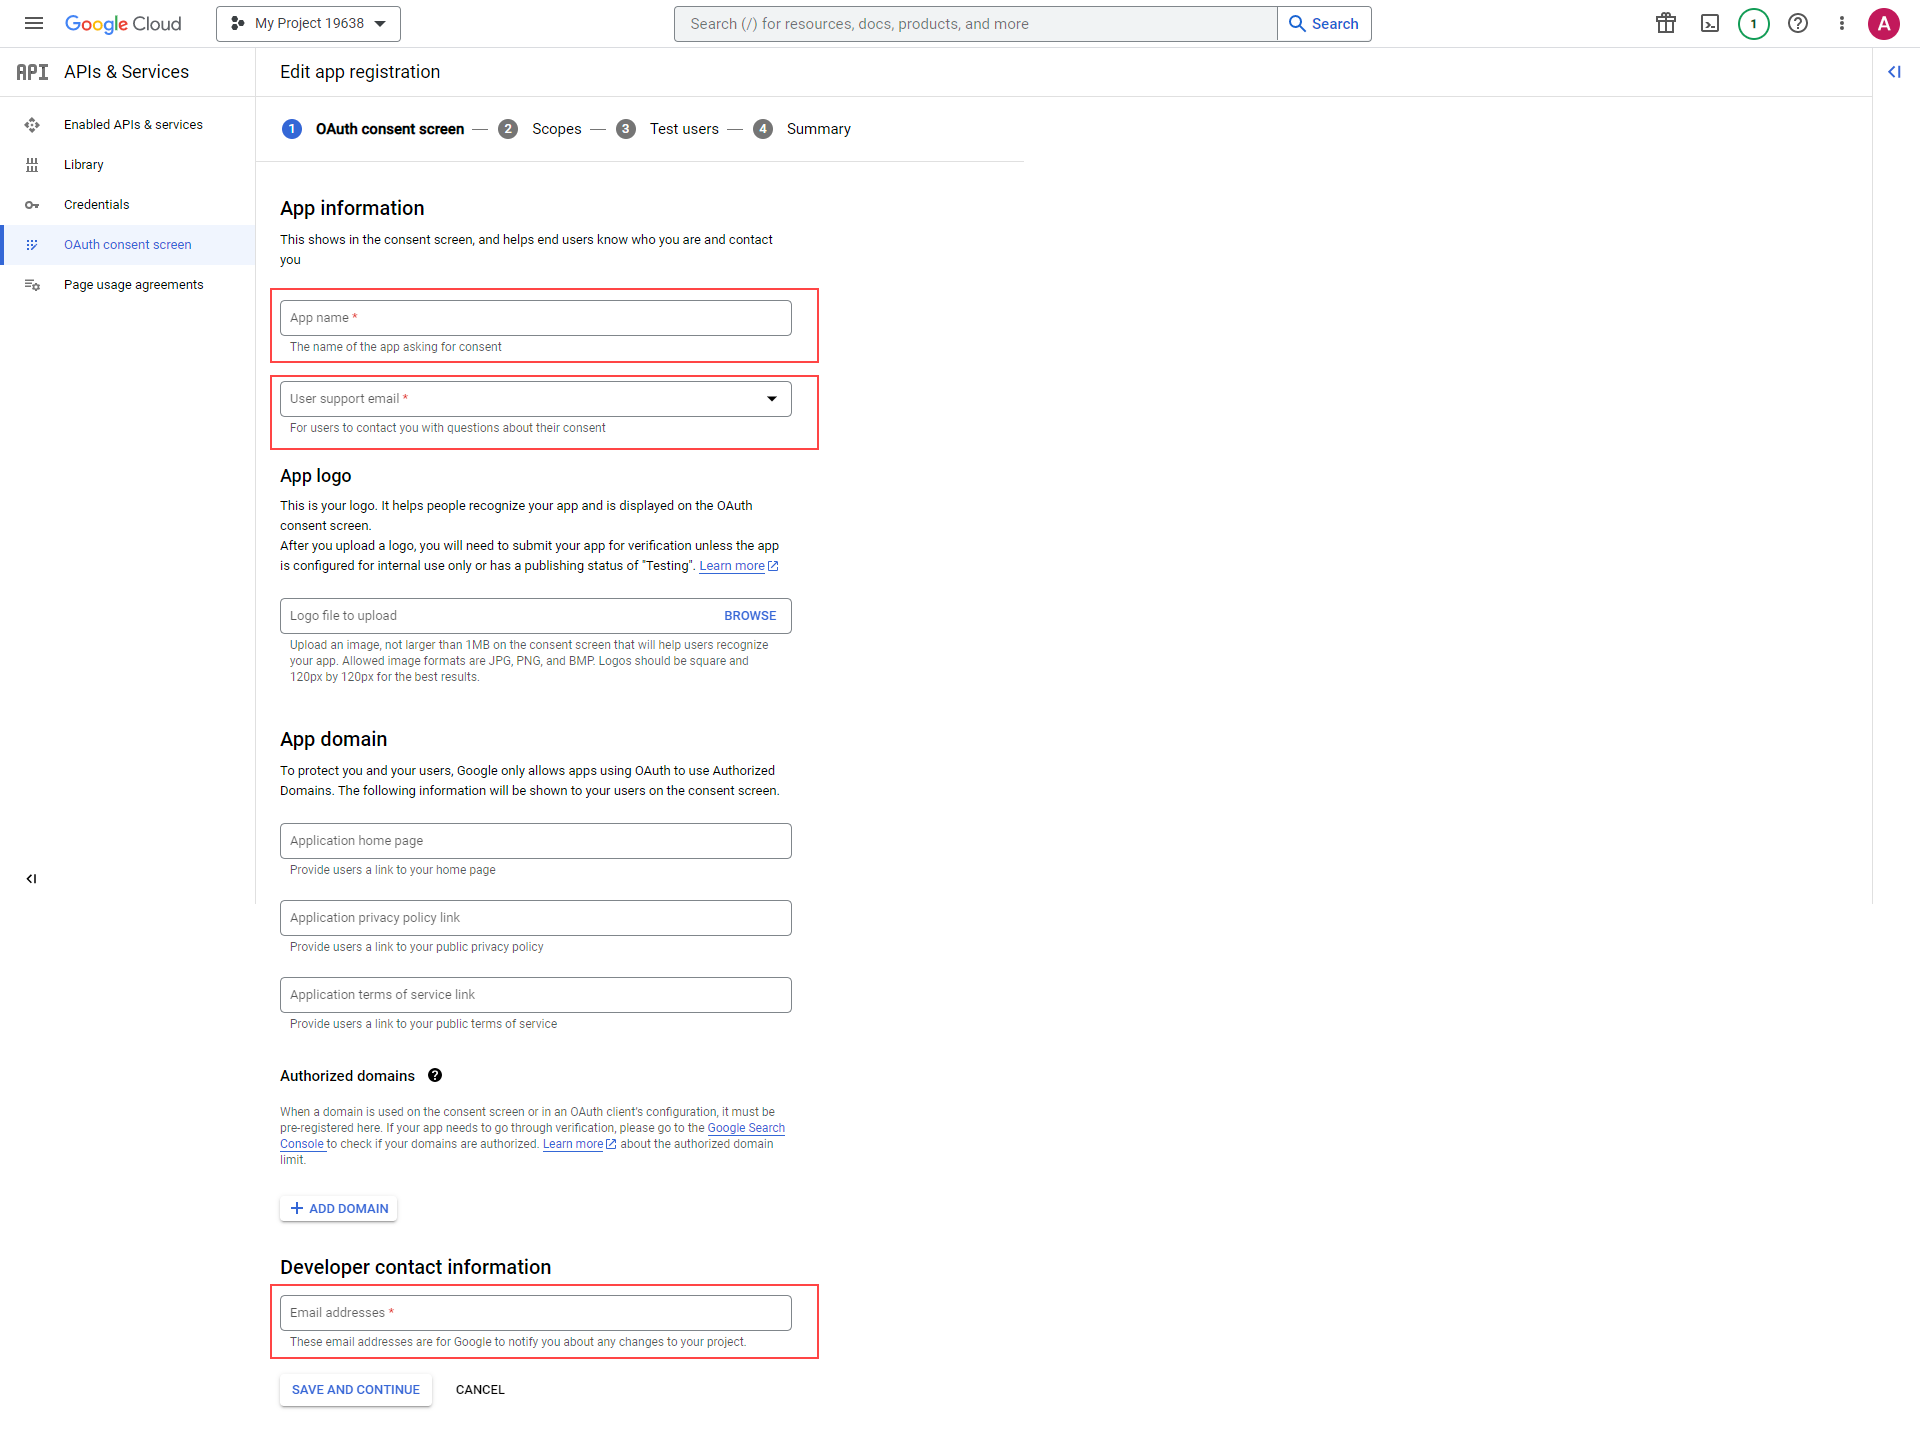 Google Cloud
My Project 19638
Search (/) for resources, docs, products, and more
Search
1
A
API APIs & Services
Edit app registration
Enabled APIs & services
Library
Credentials
OAuth consent screen
Page usage agreements
1 OAuth consent screen — 2 Scopes — 3 Test users — 4 Summary
App information
This shows in the consent screen, and helps end users know who you are and contact
you
App name *
The name of the app asking for consent
User support email *
For users to contact you with questions about their consent
App logo
This is your logo. It helps people recognize your app and is displayed on the OAuth
consent screen.
After you upload a logo, you will need to submit your app for verification unless the app
is configured for internal use only or has a publishing status of "Testing". Learn more
Logo file to upload BROWSE
Upload an image, not larger than 1MB on the consent screen that will help users recognize
your app. Allowed image formats are JPG, PNG, and BMP. Logos should be square and
120px by 120px for the best results.
App domain
To protect you and your users, Google only allows apps using OAuth to use Authorized
Domains. The following information will be shown to your users on the consent screen.
Application home page
Provide users a link to your home page
Application privacy policy link
Provide users a link to your public privacy policy
Application terms of service link
Provide users a link to your public terms of service
Authorized domains
When a domain is used on the consent screen or in an OAuth client's configuration, it must be
pre-registered here. If your app needs to go through verification, please go to the Google Search
Console to check if your domains are authorized. Learn more about the authorized domain
limit.
+ ADD DOMAIN
Developer contact information
Email addresses *
These email addresses are for Google to notify you about any changes to your project.
SAVE AND CONTINUE CANCEL